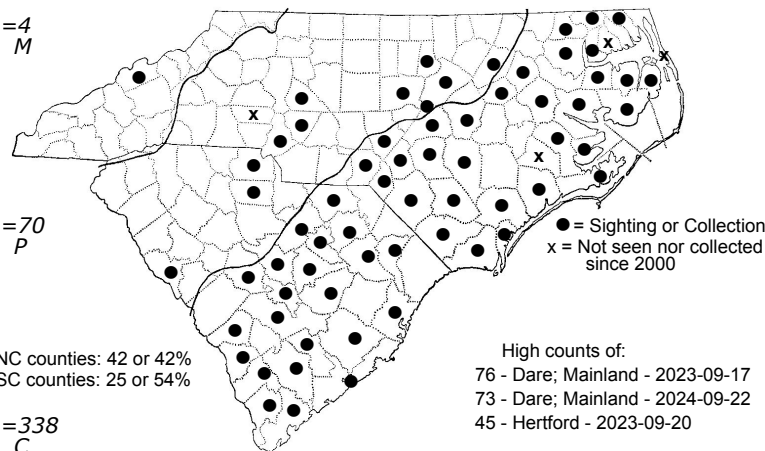 =4
M
=70
P
● = Sighting or Collection
x = Not seen nor collected
since 2000
NC counties: 42 or 42%
SC counties: 25 or 54%
High counts of:
76 - Dare; Mainland - 2023-09-17
73 - Dare; Mainland - 2024-09-22
45 - Hertford - 2023-09-20
=338
C